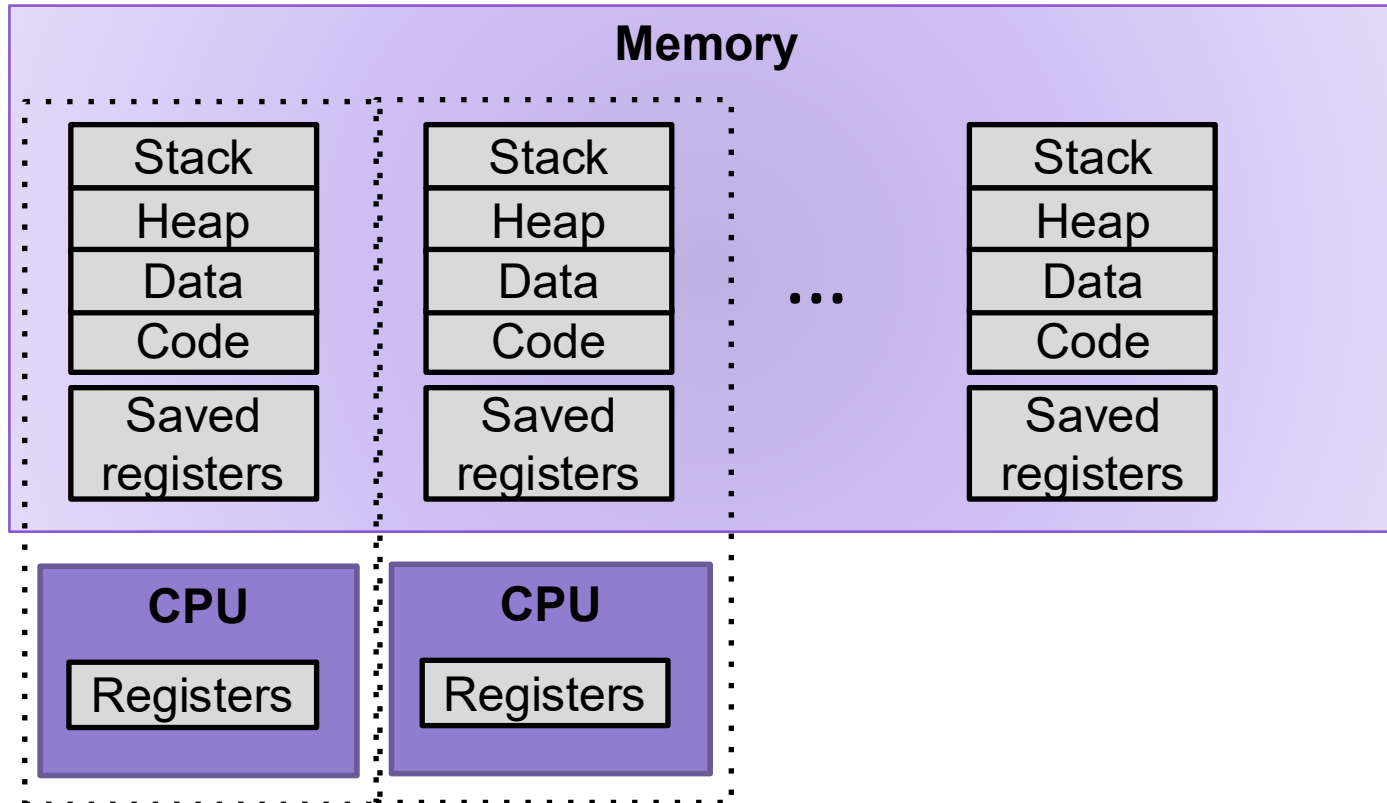 Memory
Stack
Heap
Data
Code
Saved
registers
Stack
Heap
Data
Code
Saved
registers
...
Stack
Heap
Data
Code
Saved
registers
CPU
Registers
CPU
Registers